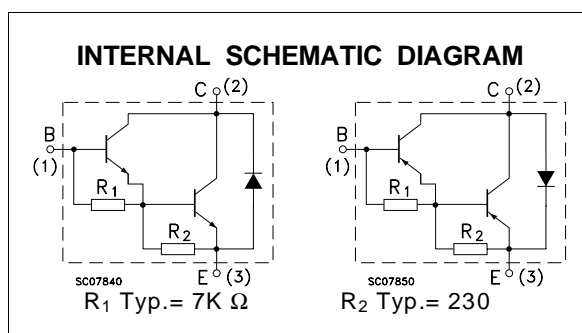 INTERNAL SCHEMATIC DIAGRAM
C (2)
B
(1)
R1
R2
E (3)
SC07840
C (2)
B
(1)
R1
R2
E (3)
SC07850
R1 Typ.= 7K Ω R2 Typ.= 230